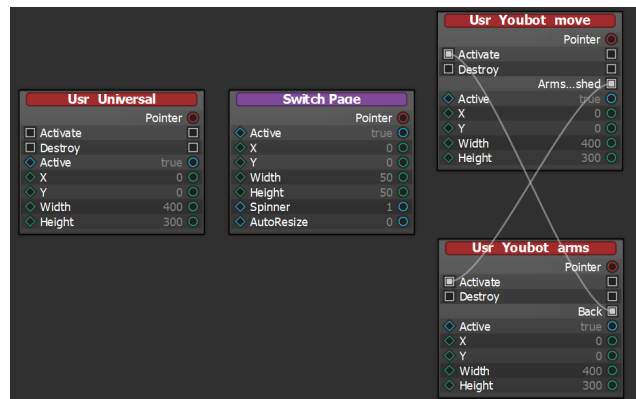 Usr Universal
Pointer
Activate
Destroy
Active true
X 0
Y 0
Width 400
Height 300
Switch Page
Pointer
Active true
X 0
Y 0
Width 50
Height 50
Spinner 1
AutoResize 0
Usr Youbot move
Pointer
Activate
Destroy
Arms...shed
Active true
X 0
Y 0
Width 400
Height 300
Usr Youbot arms
Pointer
Activate
Destroy
Back
Active true
X 0
Y 0
Width 400
Height 300